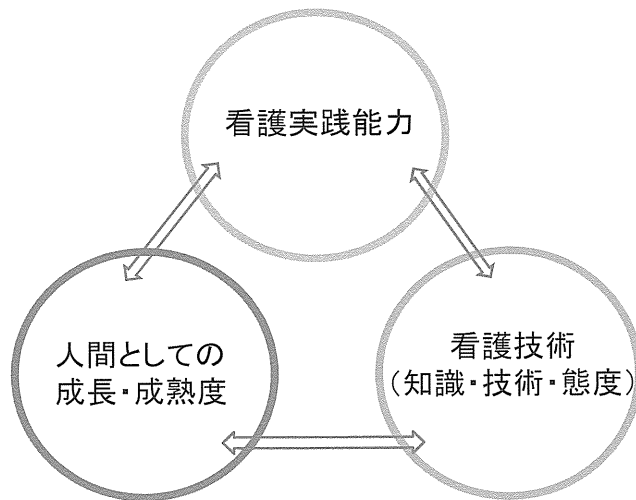 看護実践能力
人間としての
成長・成熟度
看護技術
（知識・技術・態度）